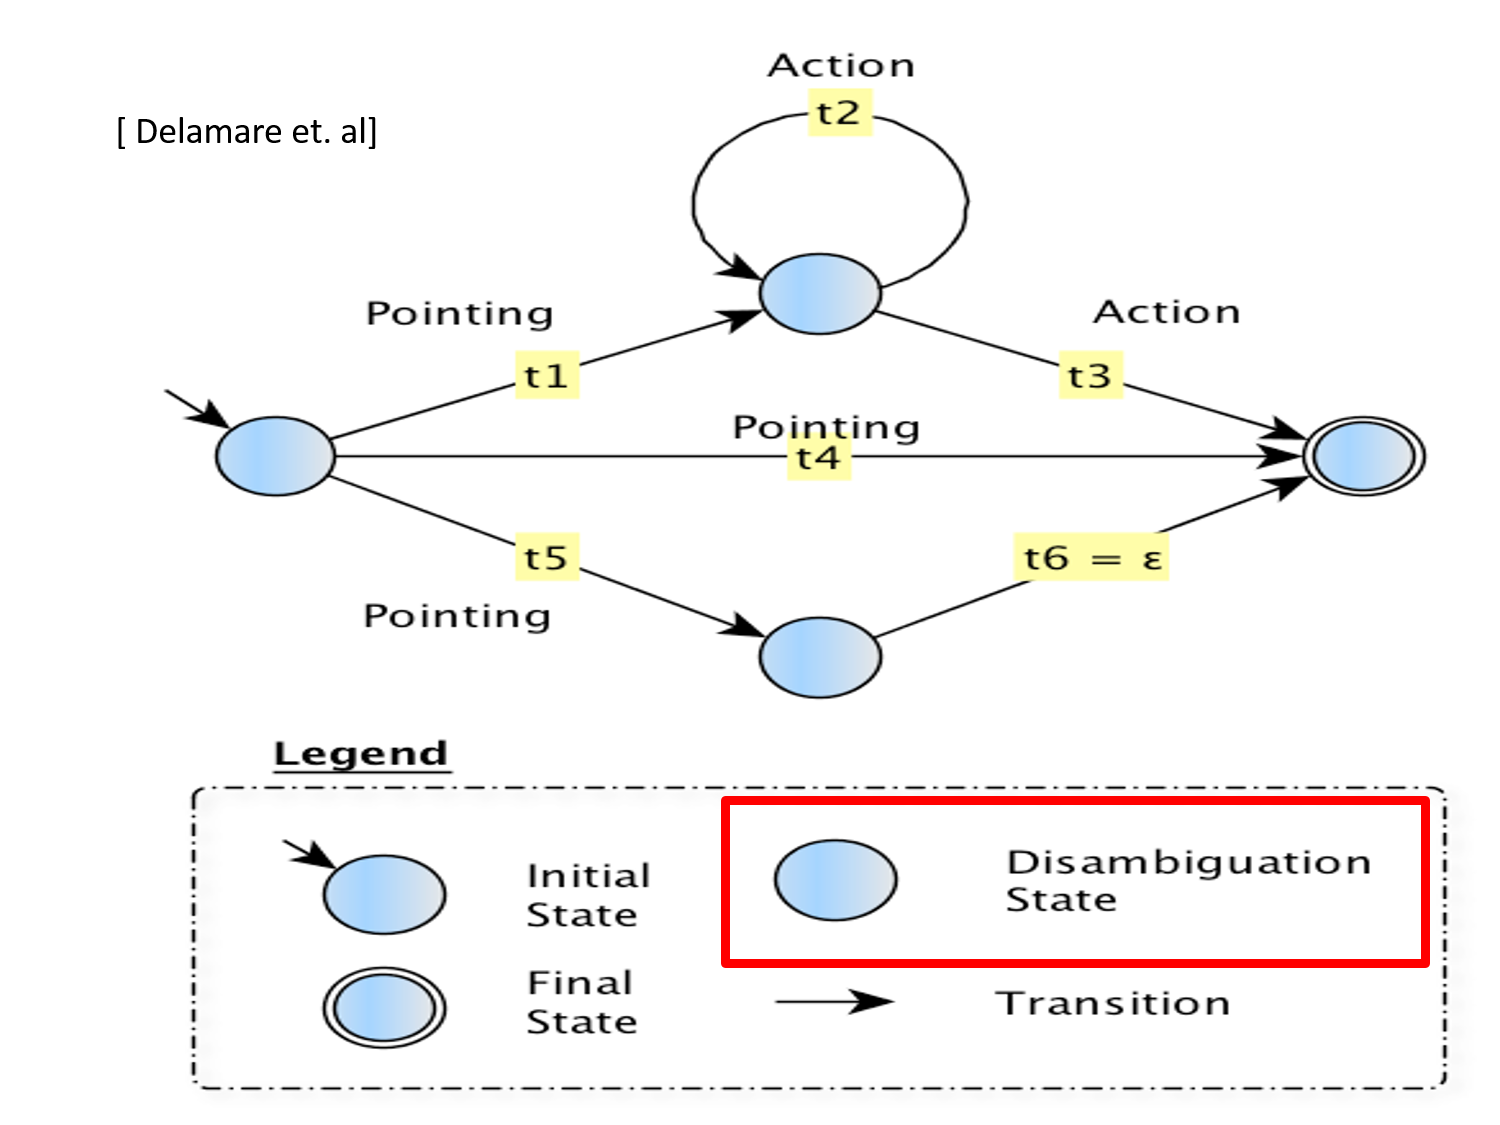 Action
t2
[ Delamare et. al]
Pointing
Action
t1
t3
Pointing
t4
t5
t6 = ε
Pointing
Legend
Initial
State
Disambiguation
State
Final
State
Transition